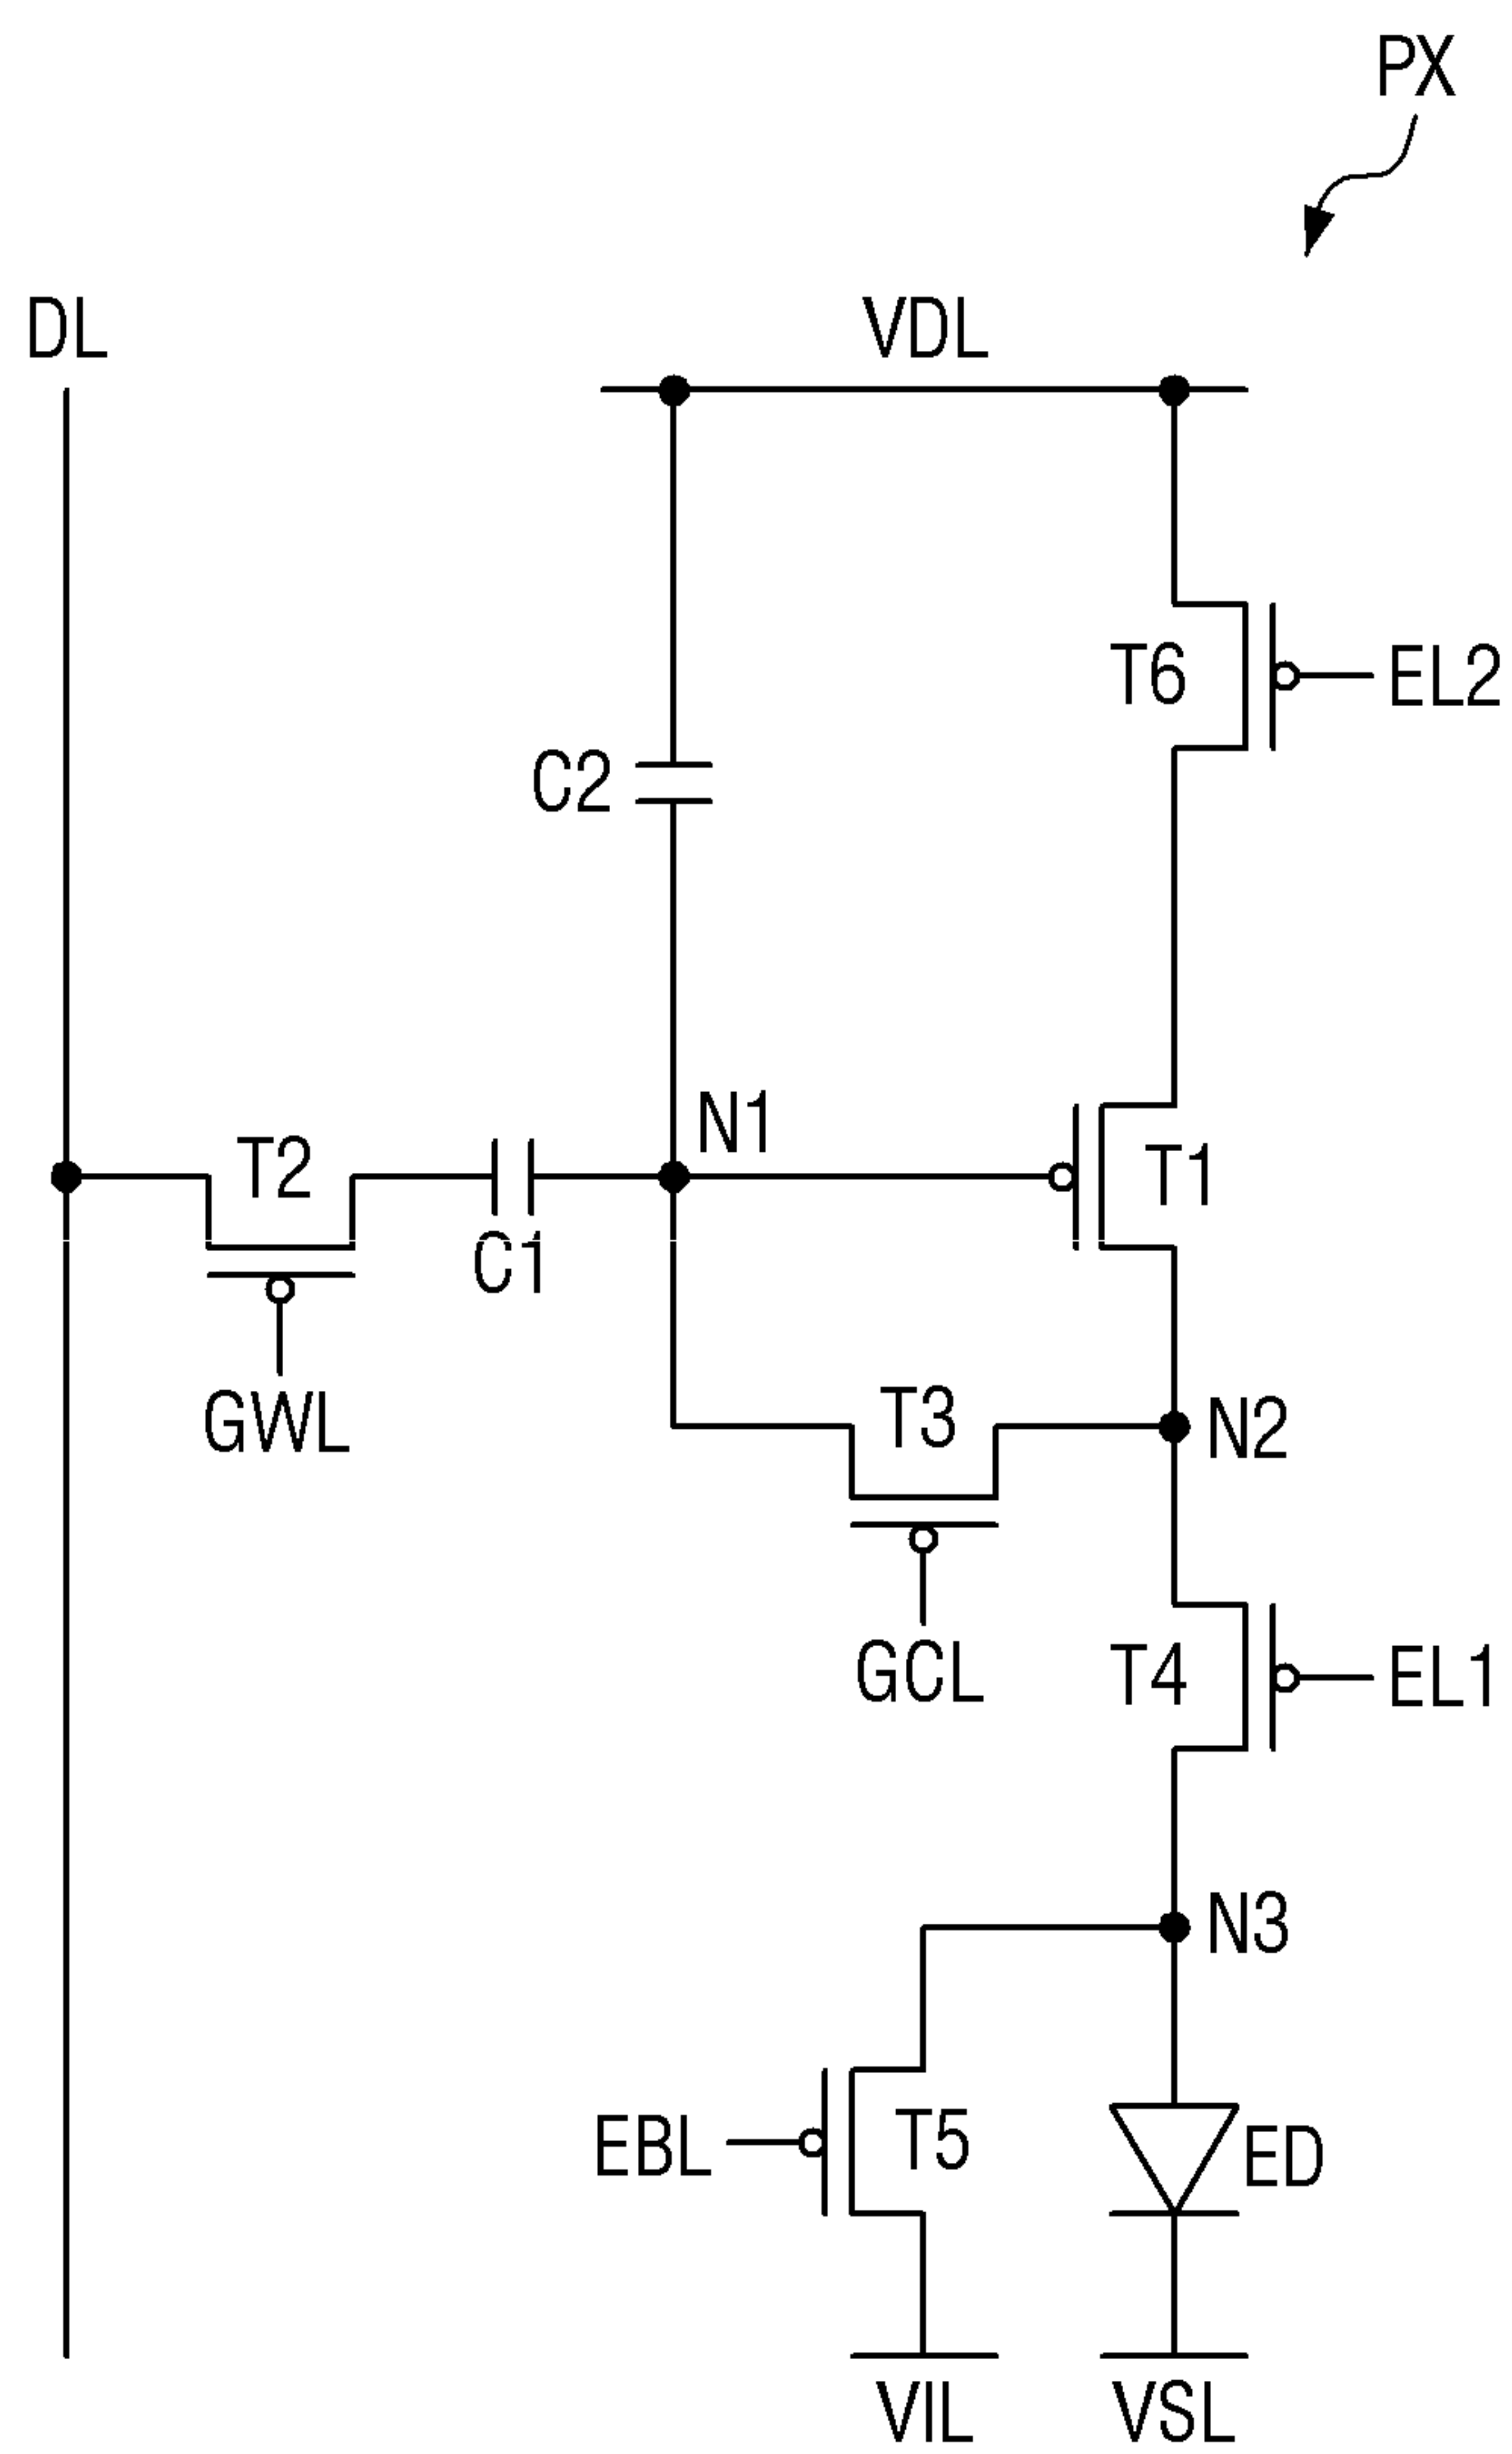 PX
DL
VDL
T6
EL2
C2
N1
T2
T1
C1
GWL
T3
N2
GCL
T4
EL1
N3
EBL
T5
ED
VIL
VSL